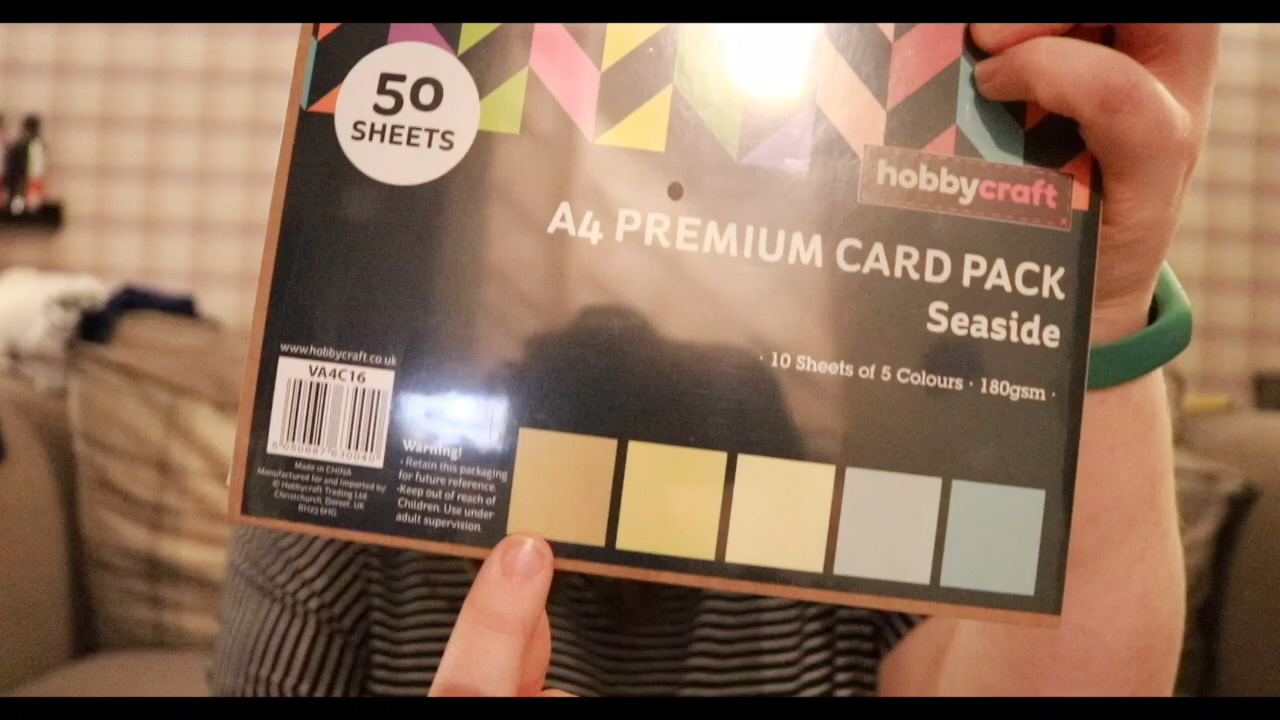 50
SHEETS
hobbycraft
A4 PREMIUM CARD PACK
Seaside
· 10 Sheets of 5 Colours · 180gsm ·
www.hobbycraft.co.uk
VA4C16
Made in CHINA
Manufactured for and imported by
© Hobbycraft Trading Ltd
Christchurch, Dorset, UK
BH23 6HG
Warning!
· Retain this packaging
for future reference.
·Keep out of reach of
Children. Use under
adult supervision.